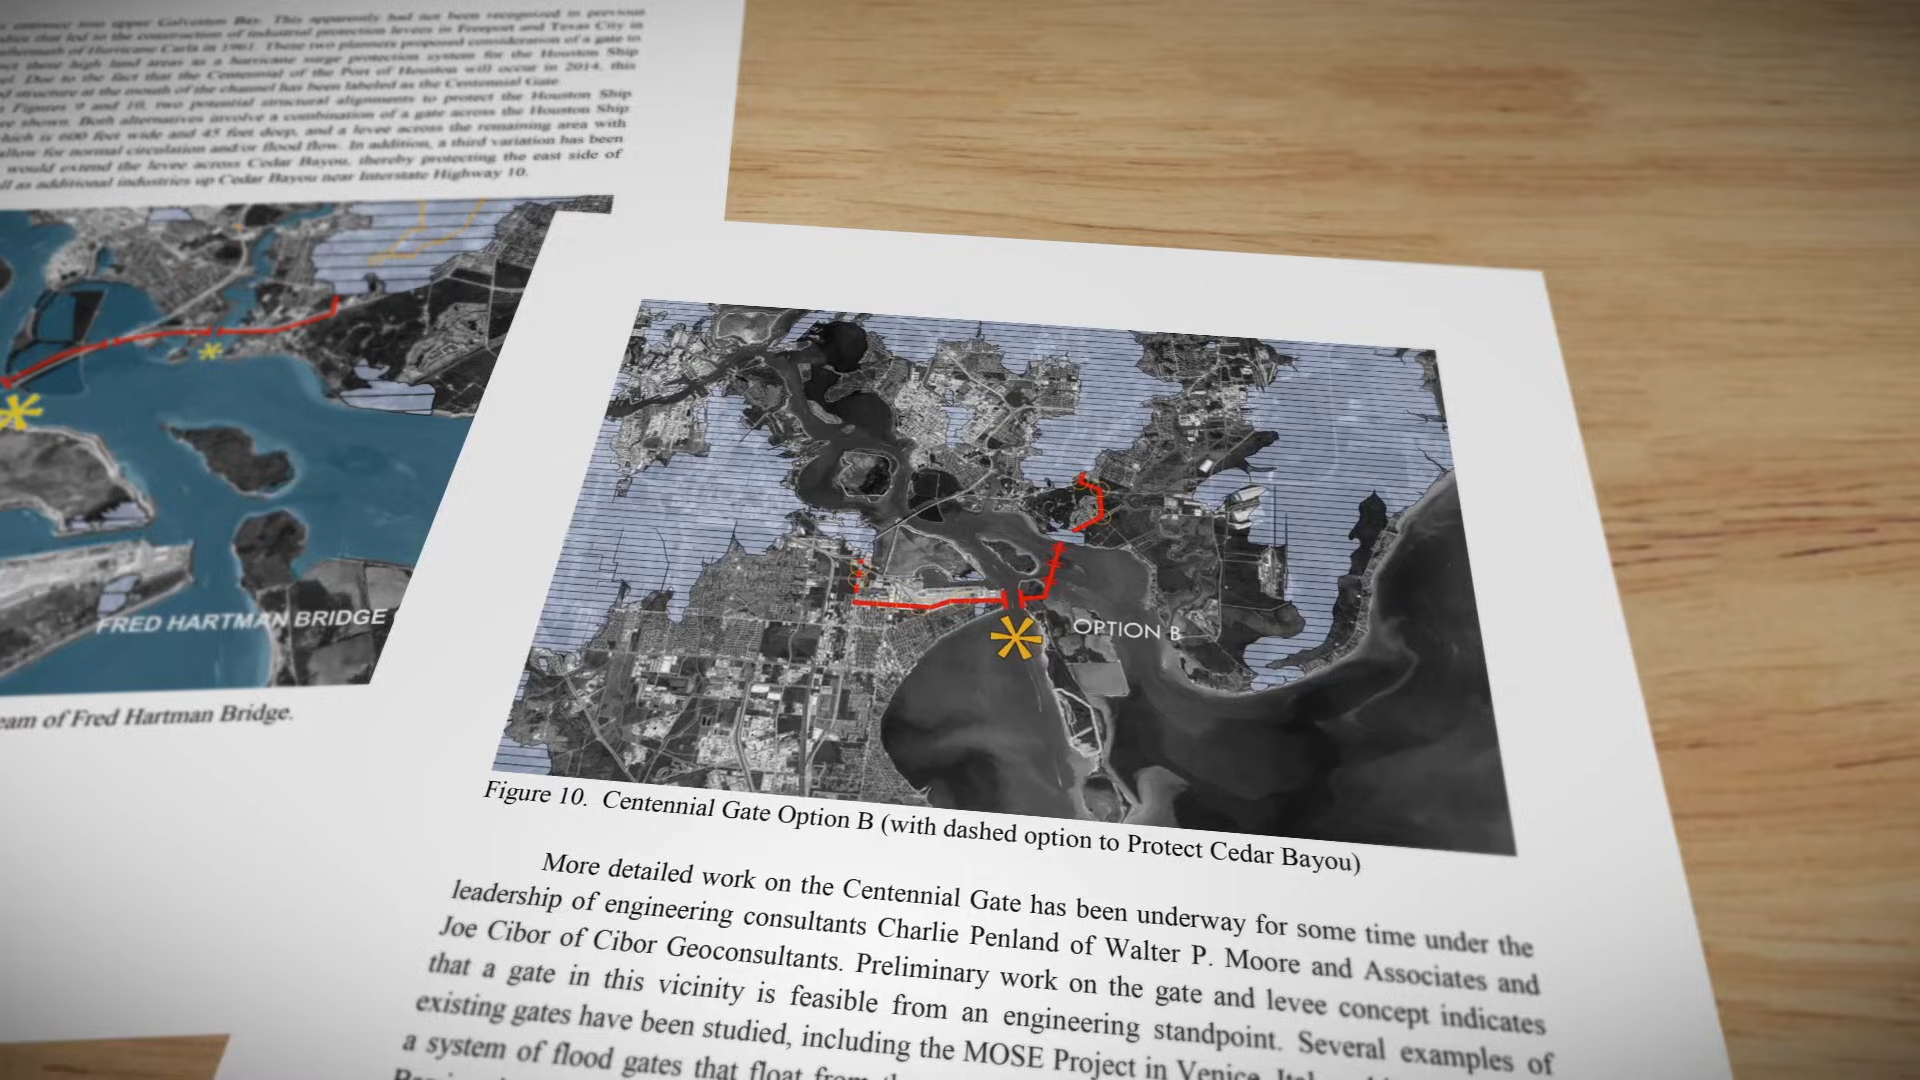 entrance into upper Galveston Bay. This apparently had not been recognized in previous
that led to the construction of industrial protection levees in Freeport and Texas City in
aftermath of Hurricane Carla in 1961. These two planners proposed consideration of a gate to
these high land areas as a hurricane surge protection system for the Houston Ship
Due to the fact that the Centennial of the Port of Houston will occur in 2014, this
structure at the mouth of the channel has been labeled as the Centennial Gate.
Figures 9 and 10, two potential structural alignments to protect the Houston Ship
shown. Both alternatives involve a combination of a gate across the Houston Ship
which is 600 feet wide and 45 feet deep, and a levee across the remaining area with
allow for normal circulation and/or flood flow. In addition, a third variation has been
would extend the levee across Cedar Bayou, thereby protecting the east side of
as additional industries up Cedar Bayou near Interstate Highway 10.
FRED HARTMAN BRIDGE
eam of Fred Hartman Bridge.
OPTION B
Figure 10. Centennial Gate Option B (with dashed option to Protect Cedar Bayou)
More detailed work on the Centennial Gate has been underway for some time under the
leadership of engineering consultants Charlie Penland of Walter P. Moore and Associates and
Joe Cibor of Cibor Geoconsultants. Preliminary work on the gate and levee concept indicates
that a gate in this vicinity is feasible from an engineering standpoint. Several examples of
existing gates have been studied, including the MOSE Project in Venice,
a system of flood gates that float from